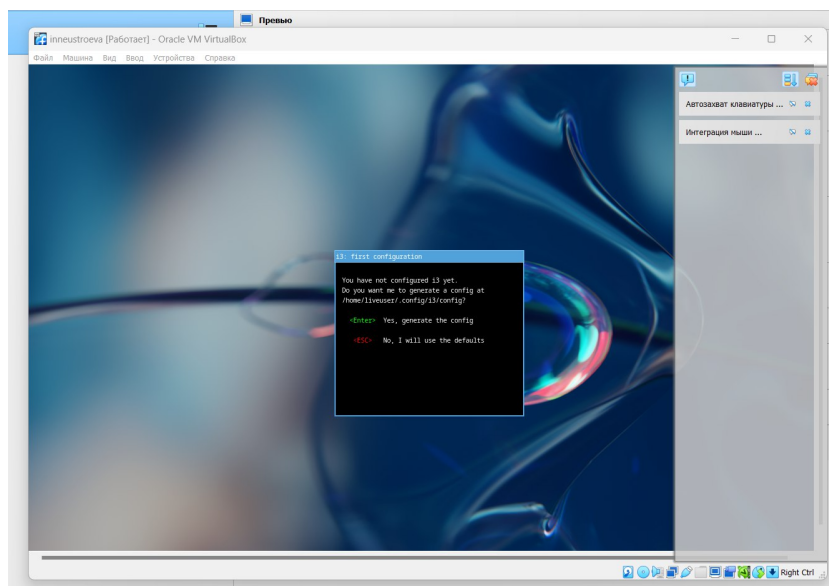 Превью
inneustroeva [Работает] - Oracle VM VirtualBox
Файл Машина Вид Ввод Устройства Справка
Автозахват клавиатуры ...
Интеграция мыши ...
i3: first configuration
You have not configured i3 yet.
Do you want me to generate a config at
/home/liveuser/.config/i3/config?
<Enter> Yes, generate the config
<ESC> No, I will use the defaults
Right Ctrl